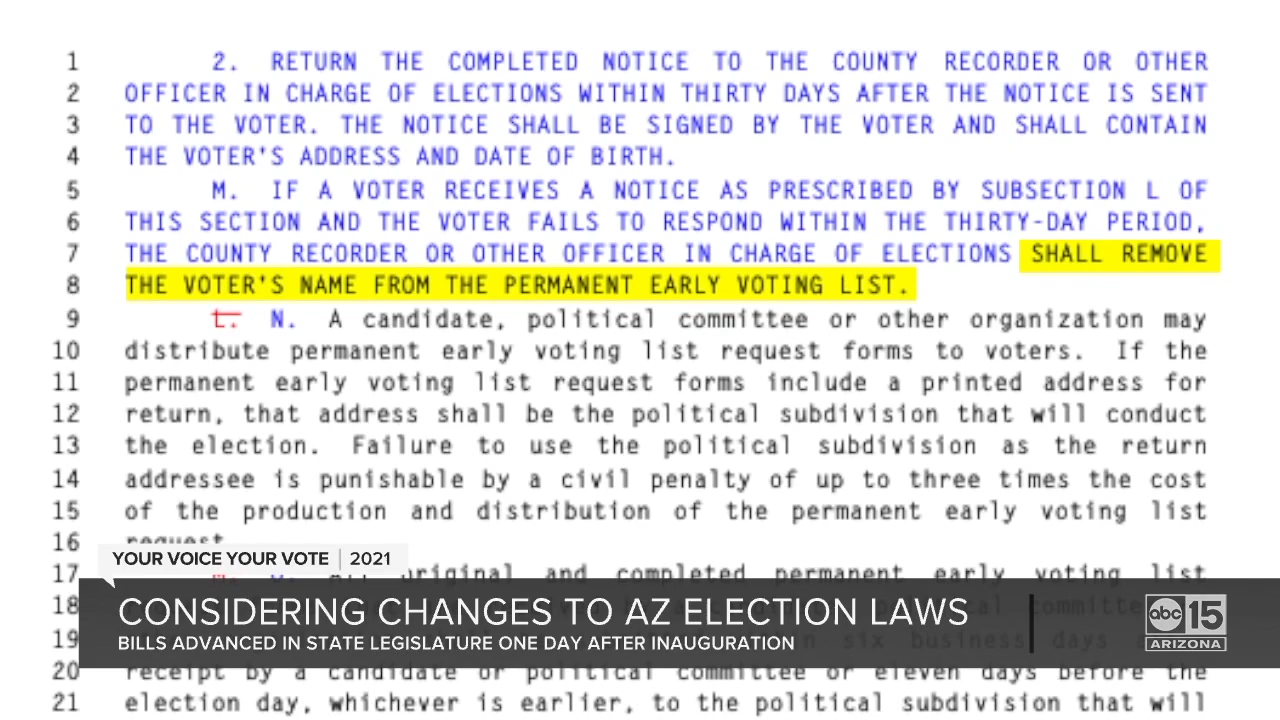 1 2. RETURN THE COMPLETED NOTICE TO THE COUNTY RECORDER OR OTHER
2 OFFICER IN CHARGE OF ELECTIONS WITHIN THIRTY DAYS AFTER THE NOTICE IS SENT
3 TO THE VOTER. THE NOTICE SHALL BE SIGNED BY THE VOTER AND SHALL CONTAIN
4 THE VOTER'S ADDRESS AND DATE OF BIRTH.
5 M. IF A VOTER RECEIVES A NOTICE AS PRESCRIBED BY SUBSECTION L OF
6 THIS SECTION AND THE VOTER FAILS TO RESPOND WITHIN THE THIRTY-DAY PERIOD,
7 THE COUNTY RECORDER OR OTHER OFFICER IN CHARGE OF ELECTIONS SHALL REMOVE
8 THE VOTER'S NAME FROM THE PERMANENT EARLY VOTING LIST.
9 L. N. A candidate, political committee or other organization may
10 distribute permanent early voting list request forms to voters. If the
11 permanent early voting list request forms include a printed address for
12 return, that address shall be the political subdivision that will conduct
13 the election. Failure to use the political subdivision as the return
14 addressee is punishable by a civil penalty of up to three times the cost
15 of the production and distribution of the permanent early voting list
16 request.
YOUR VOICE YOUR VOTE | 2021
17 original and completed permanent early voting list
18
CONSIDERING CHANGES TO AZ ELECTION LAWS
abc 15
ARIZONA
19 six business days
BILLS ADVANCED IN STATE LEGISLATURE ONE DAY AFTER INAUGURATION
20 receipt by a candidate or political committee or eleven days before the
21 election day, whichever is earlier, to the political subdivision that will